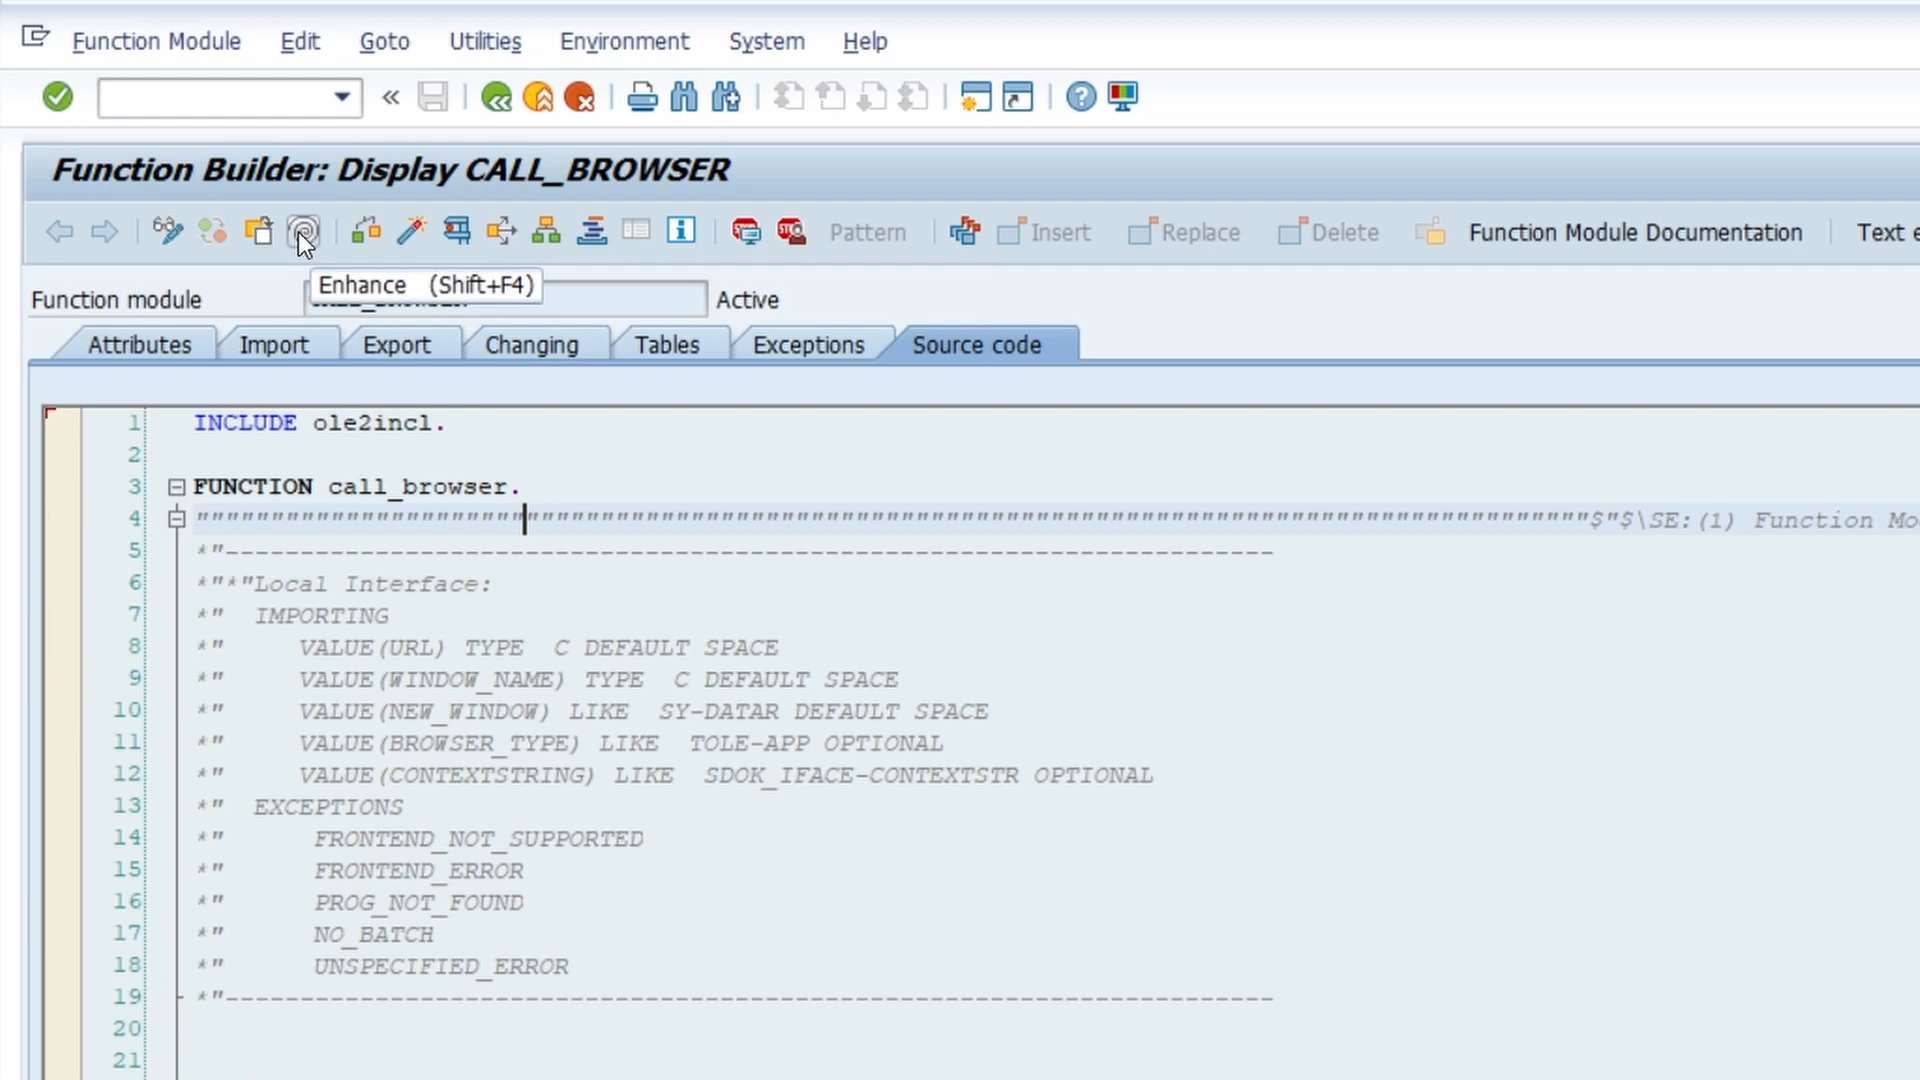 Function Module Edit Goto Utilities Environment System Help
Function Builder: Display CALL_BROWSER
Pattern Insert Replace Delete Function Module Documentation Text e
Enhance (Shift+F4)
Function module Active
Attributes Import Export Changing Tables Exceptions Source code
1 INCLUDE ole2incl.
2
3 FUNCTION call_browser.
4 """""""""""""""""""""""""""""""""""""""""""""""""""""""""""""""""""""""""""""""""""""""""""""$"$\SE:(1) Function Mo
5 *"----------------------------------------------------------------------
6 *"*"Local Interface:
7 *"  IMPORTING
8 *"     VALUE(URL) TYPE  C DEFAULT SPACE
9 *"     VALUE(WINDOW_NAME) TYPE  C DEFAULT SPACE
10 *"     VALUE(NEW_WINDOW) LIKE  SY-DATAR DEFAULT SPACE
11 *"     VALUE(BROWSER_TYPE) LIKE  TOLE-APP OPTIONAL
12 *"     VALUE(CONTEXTSTRING) LIKE  SDOK_IFACE-CONTEXTSTR OPTIONAL
13 *"  EXCEPTIONS
14 *"      FRONTEND_NOT_SUPPORTED
15 *"      FRONTEND_ERROR
16 *"      PROG_NOT_FOUND
17 *"      NO_BATCH
18 *"      UNSPECIFIED_ERROR
19 *"----------------------------------------------------------------------
20
21